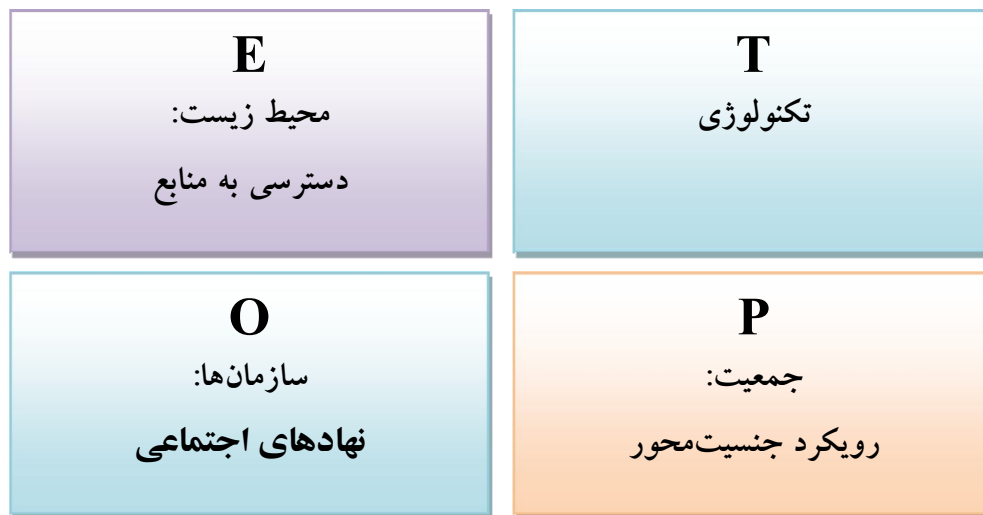 E
محیط زیست:
دسترسی به منابع
T
تکنولوژی
O
سازمان‌ها:
نهادهای اجتماعی
P
جمعیت:
رویکرد جنسیت‌محور